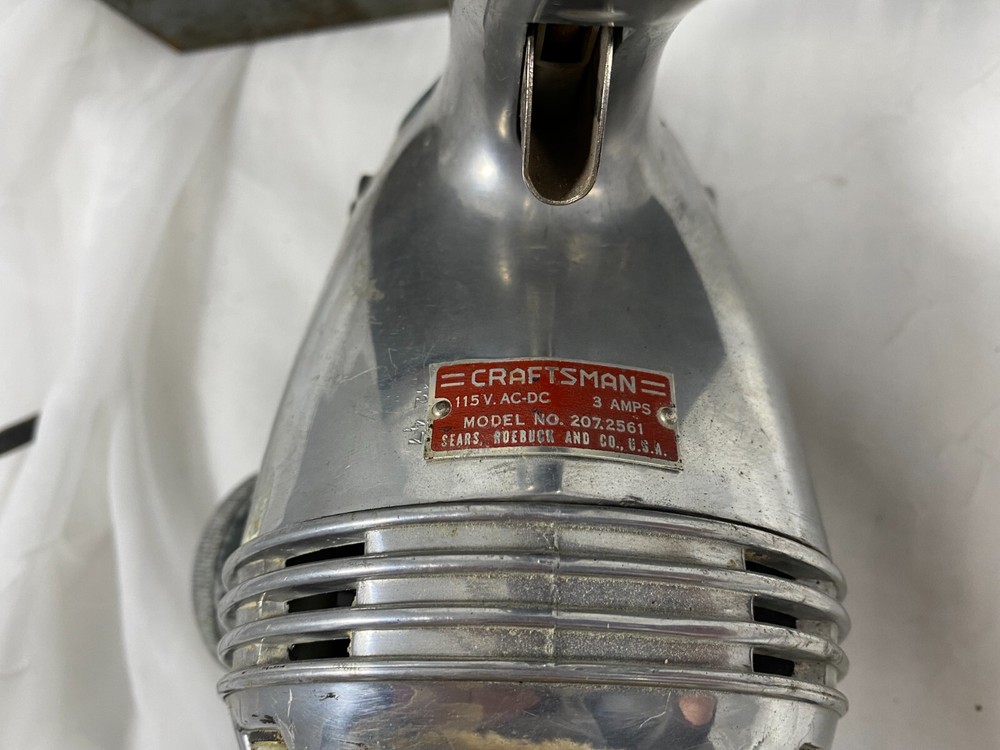 CRAFTSMAN
115 V. AC-DC 3 AMPS
MODEL NO. 207.2561
SEARS, ROEBUCK AND CO., U.S.A.